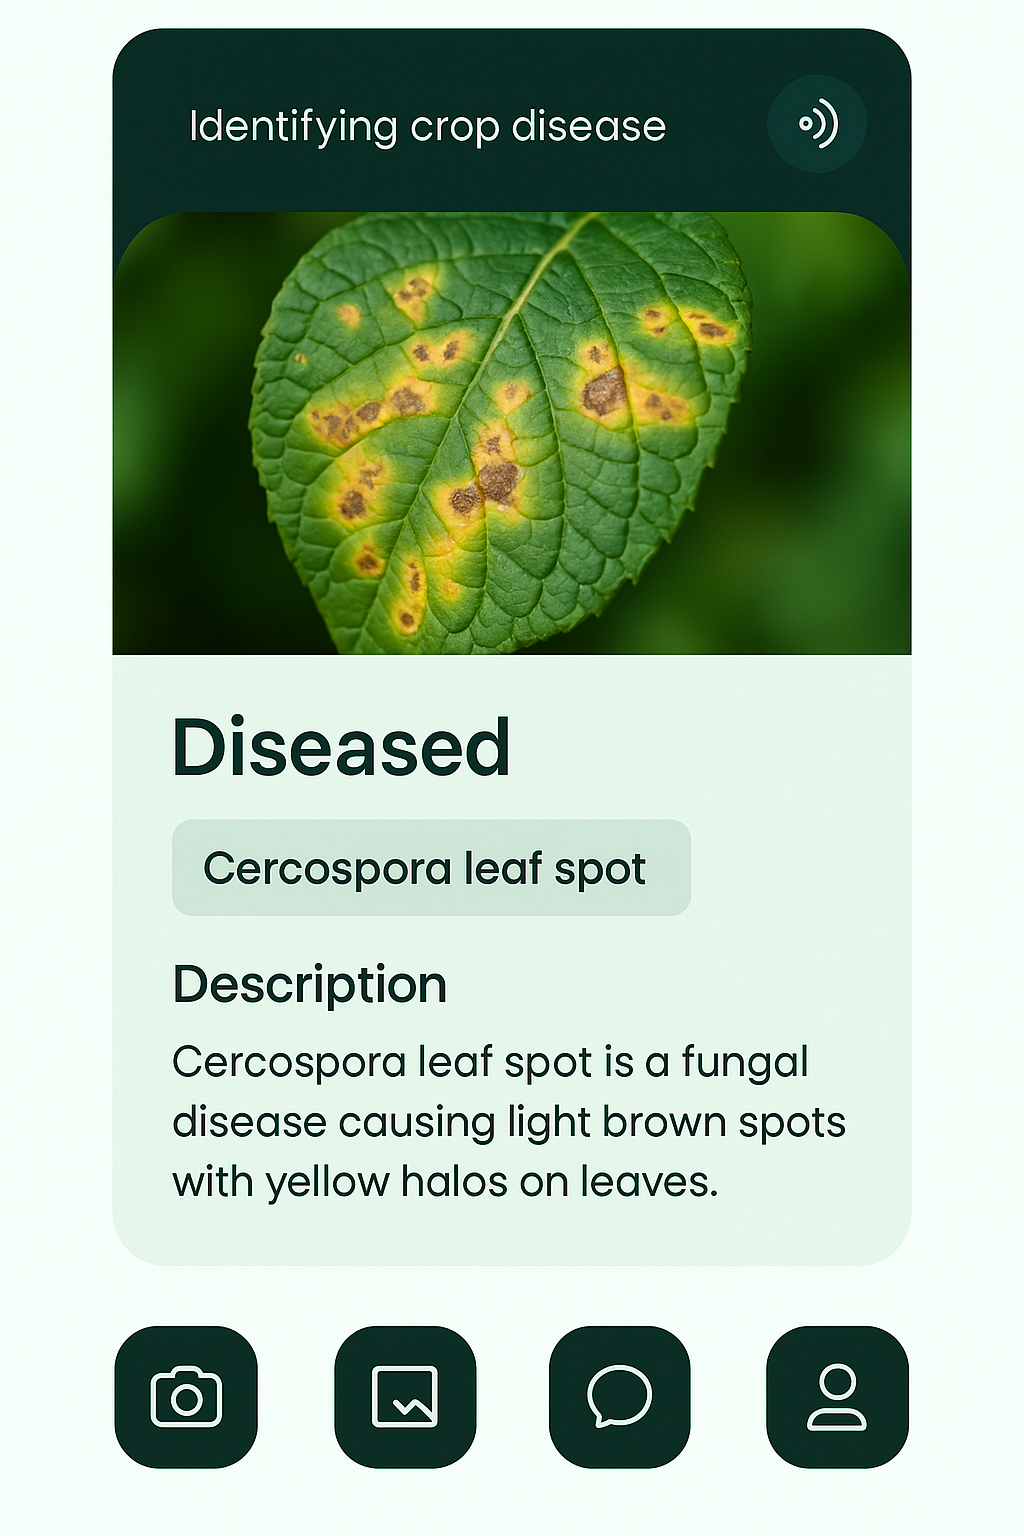 Identifying crop disease
Diseased
Cercospora leaf spot
Description
Cercospora leaf spot is a fungal
disease causing light brown spots
with yellow halos on leaves.